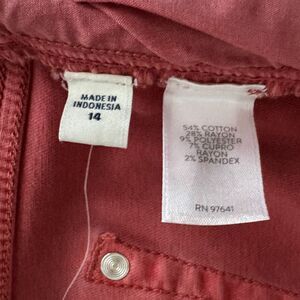 MADE IN
INDONESIA
14
54% COTTON
28% RAYON
9% POLYESTER
7% CUPRO
RAYON
2% SPANDEX
RN 97641